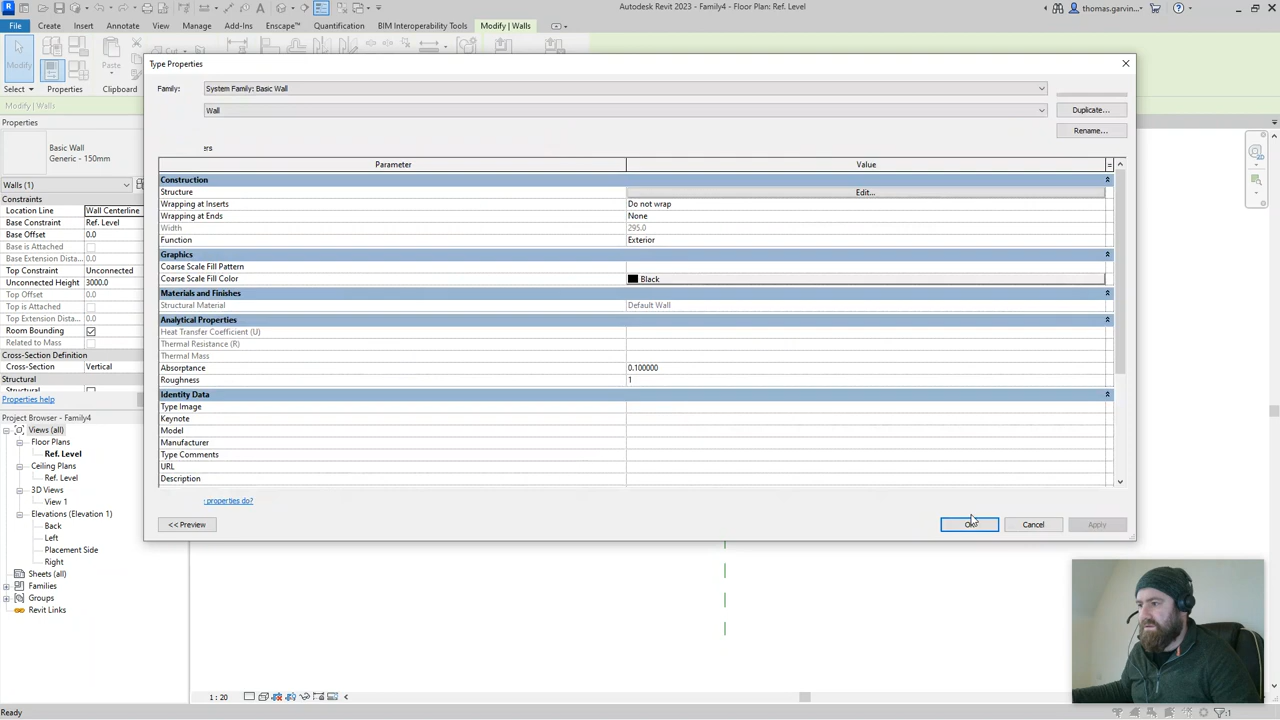 Autodesk Revit 2023 - Family4 - Floor Plan: Ref. Level
thomas.garvin...
File Create Annotate View Manage Add-Ins Enscape™ Quantification BIM Interoperability Tools Modify | Walls
Modify
Paste
Select Properties Clipboard
Modify | Walls
Properties
Basic Wall
Generic - 150mm
Walls (1)
Constraints
Location Line Wall Centerline
Base Constraint Ref. Level
Base Offset 0.0
Base is Attached
Base Extension Dista...
Top Constraint Unconnected
Unconnected Height 3000.0
Top Offset 0.0
Top is Attached
Top Extension Distan... 0.0
Room Bounding
Related to Mass
Cross-Section Definition
Cross-Section Vertical
Structural
Properties help
Project Browser - Family4
Views (all)
Floor Plans
Ref. Level
Ceiling Plans
Ref. Level
3D Views
View 1
Elevations (Elevation 1)
Back
Left
Placement Side
Right
Sheets (all)
Families
Groups
Revit Links
Type Properties
Family: System Family: Basic Wall
Wall
Duplicate...
Rename...
ers
Parameter Value =
Construction
Structure Edit...
Wrapping at Inserts Do not wrap
Wrapping at Ends None
Width 295.0
Function Exterior
Graphics
Coarse Scale Fill Pattern
Coarse Scale Fill Color Black
Materials and Finishes
Structural Material Default Wall
Analytical Properties
Heat Transfer Coefficient (U)
Thermal Resistance (R)
Thermal Mass
Absorptance 0.100000
Roughness 1
Identity Data
Type Image
Keynote
Model
Manufacturer
Type Comments
URL
Description
properties do?
<< Preview OK Cancel Apply
1 : 20
Ready
:1